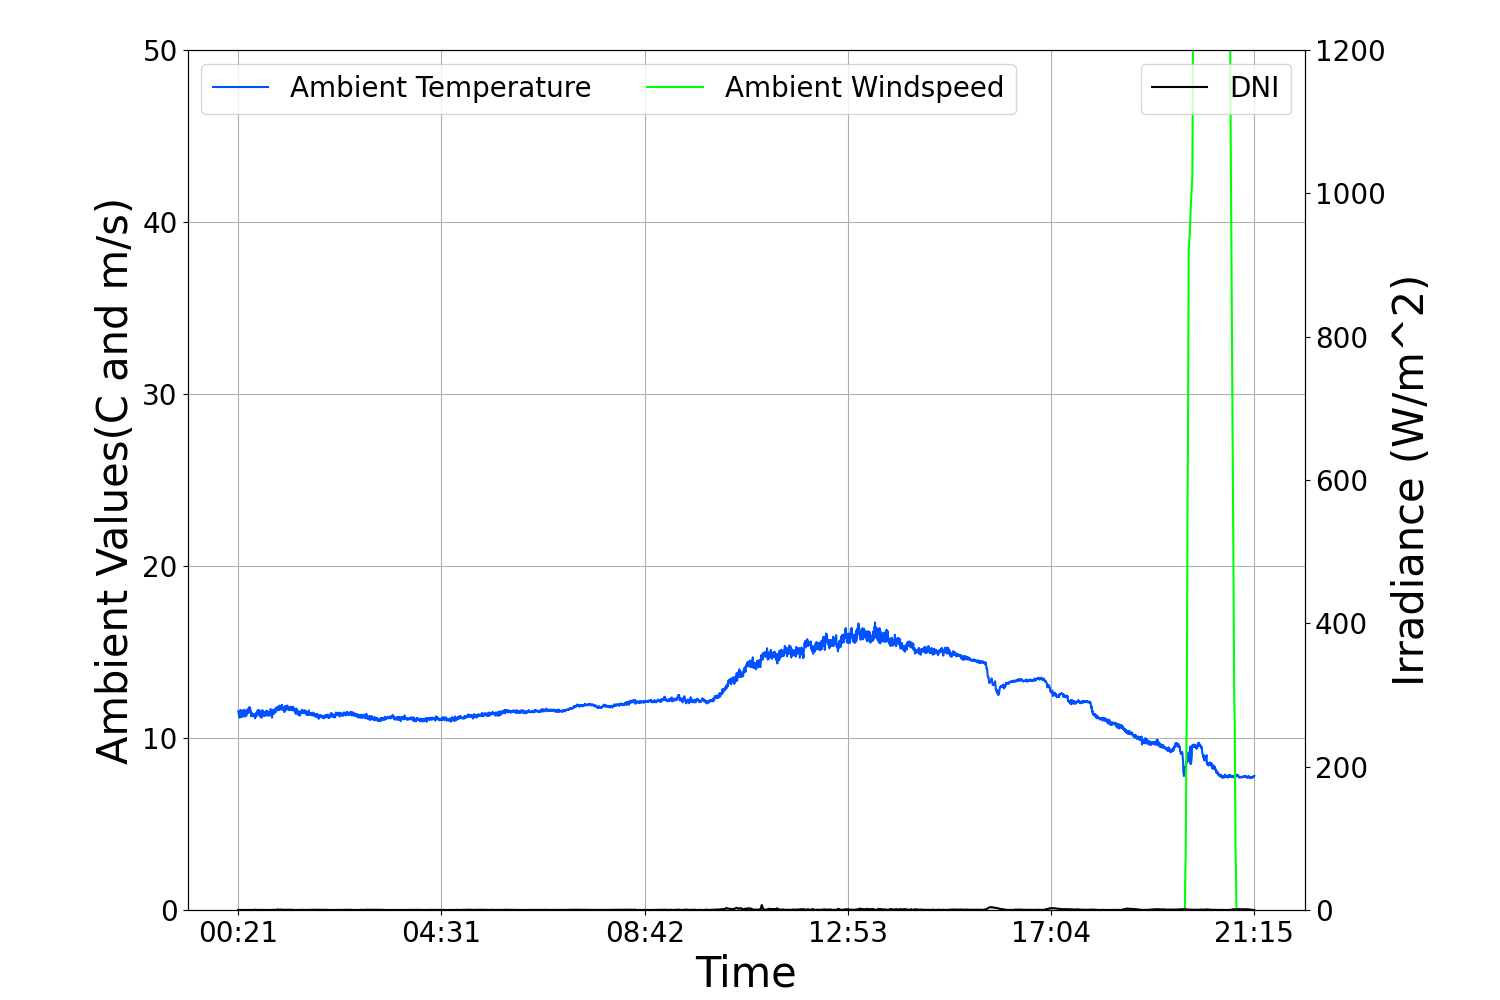 Ambient Temperature
Ambient Windspeed
DNI
50
40
30
20
10
0
Ambient Values(C and m/s)
1200
1000
800
600
400
200
0
Irradiance (W/m^2)
00:21 04:31 08:42 12:53 17:04 21:15
Time